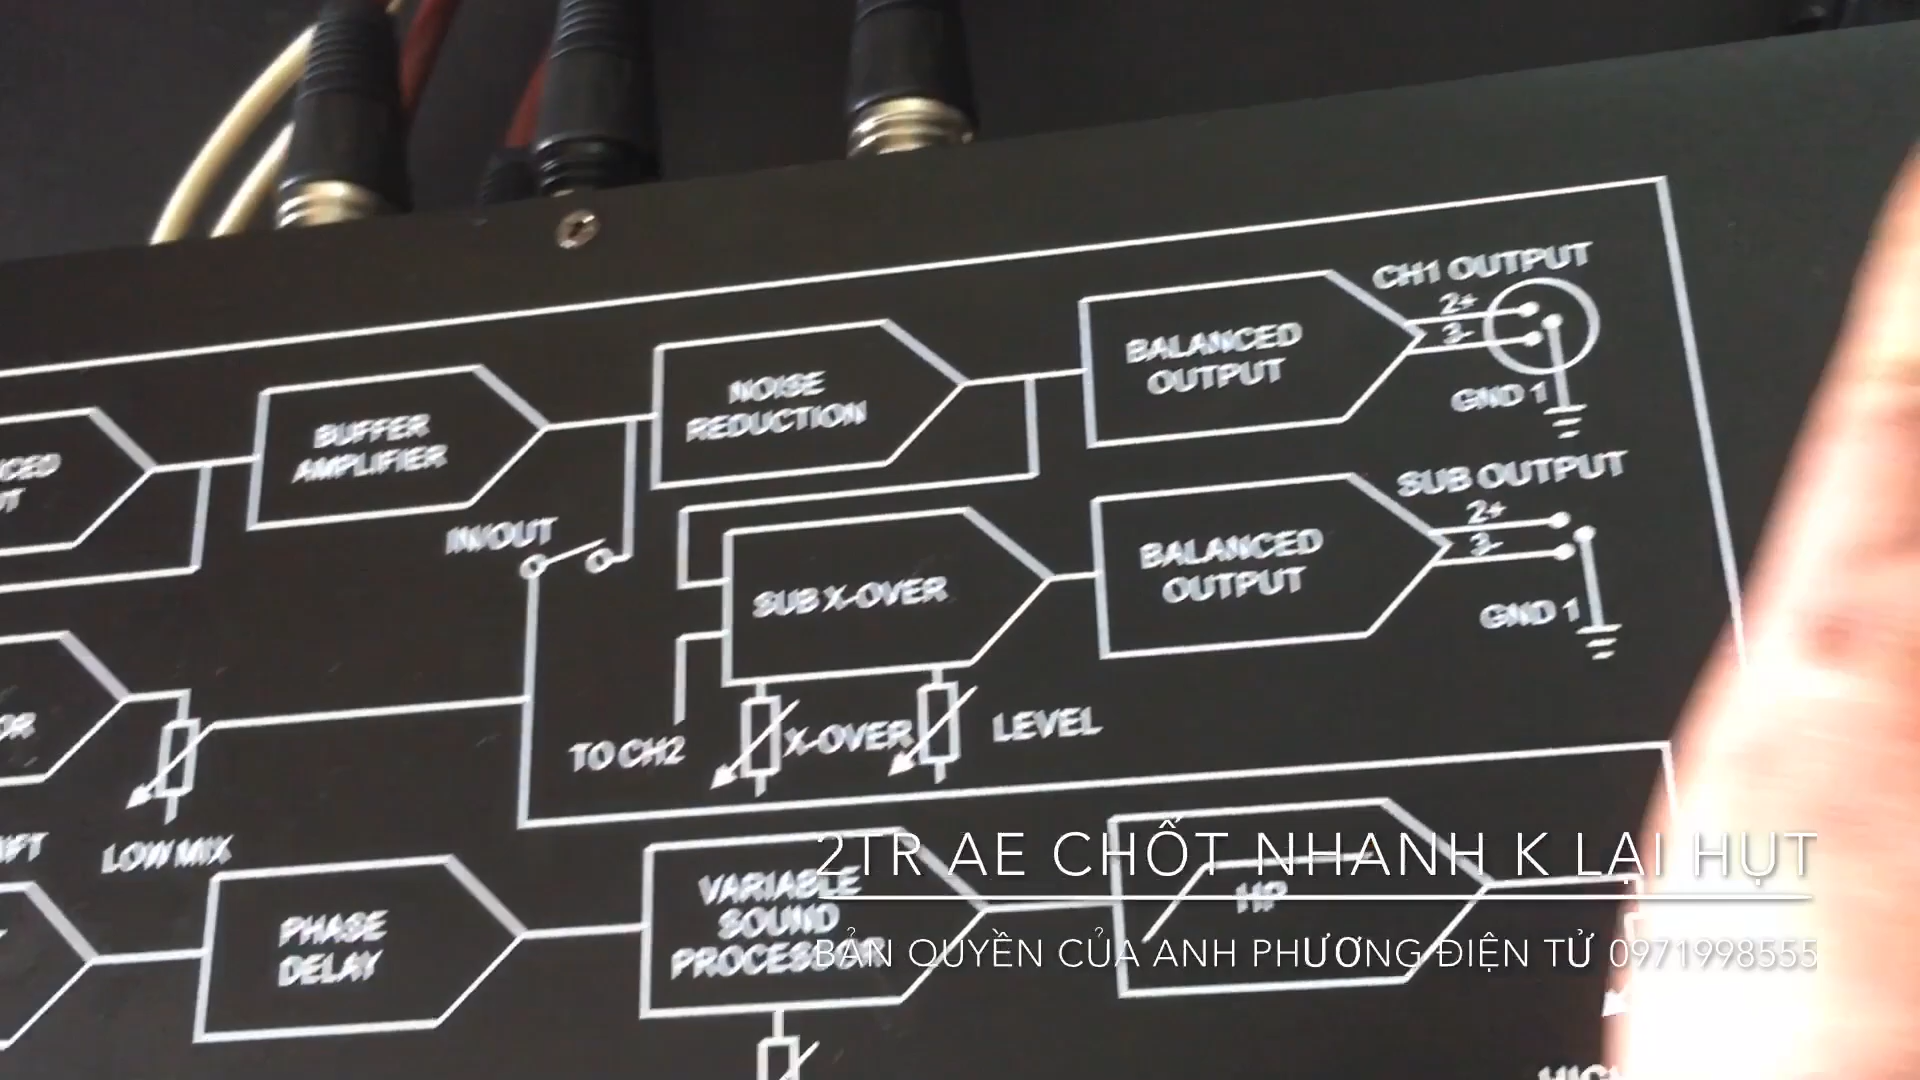 CH1 OUTPUT
2+
3-
GND 1
BALANCED
OUTPUT
NOISE
REDUCTION
BUFFER
AMPLIFIER
IN/OUT
SUB OUTPUT
2+
3-
GND 1
BALANCED
OUTPUT
SUB X-OVER
TO CH2
X-OVER
LEVEL
LOW MIX
PHASE
DELAY
VARIABLE
SOUND
PROCESSOR
HP
2TR AE CHỐT NHANH K LẠI HỤT
BẢN QUYỀN CỦA ANH PHƯƠNG ĐIỆN TỬ 0971998555